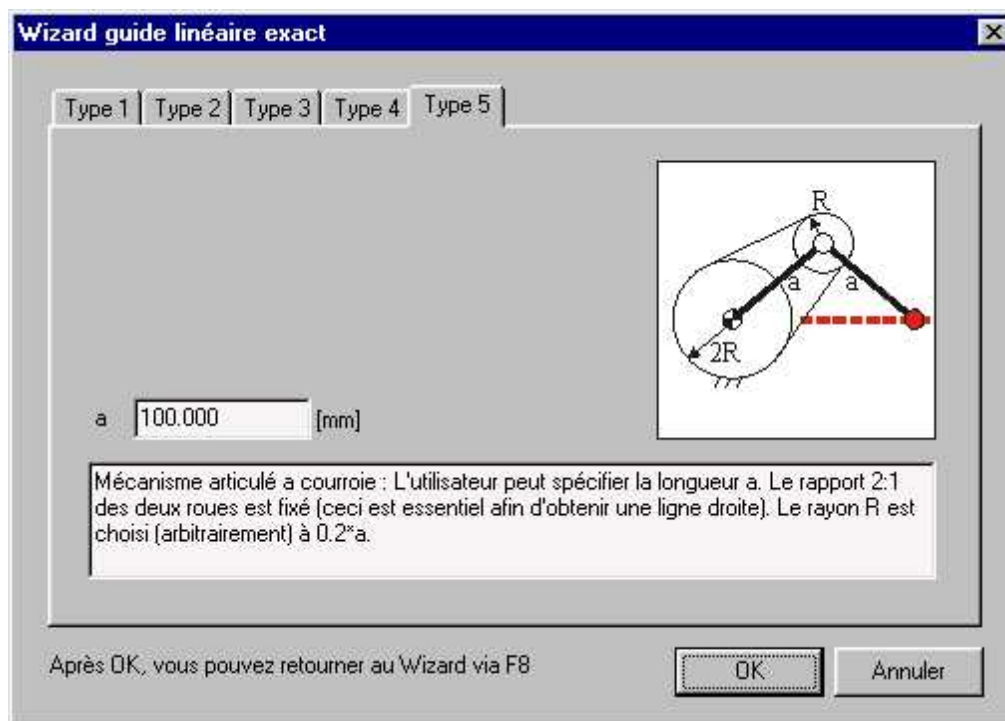 Wizard guide linéaire exact
Type 1 Type 2 Type 3 Type 4 Type 5
R
a a
2R
a 100.000 [mm]
Mécanisme articulé a courroie : L'utilisateur peut spécifier la longueur a. Le rapport 2:1
des deux roues est fixé (ceci est essentiel afin d'obtenir une ligne droite). Le rayon R est
choisi (arbitrairement) à 0.2*a.
Après OK, vous pouvez retourner au Wizard via F8
OK Annuler